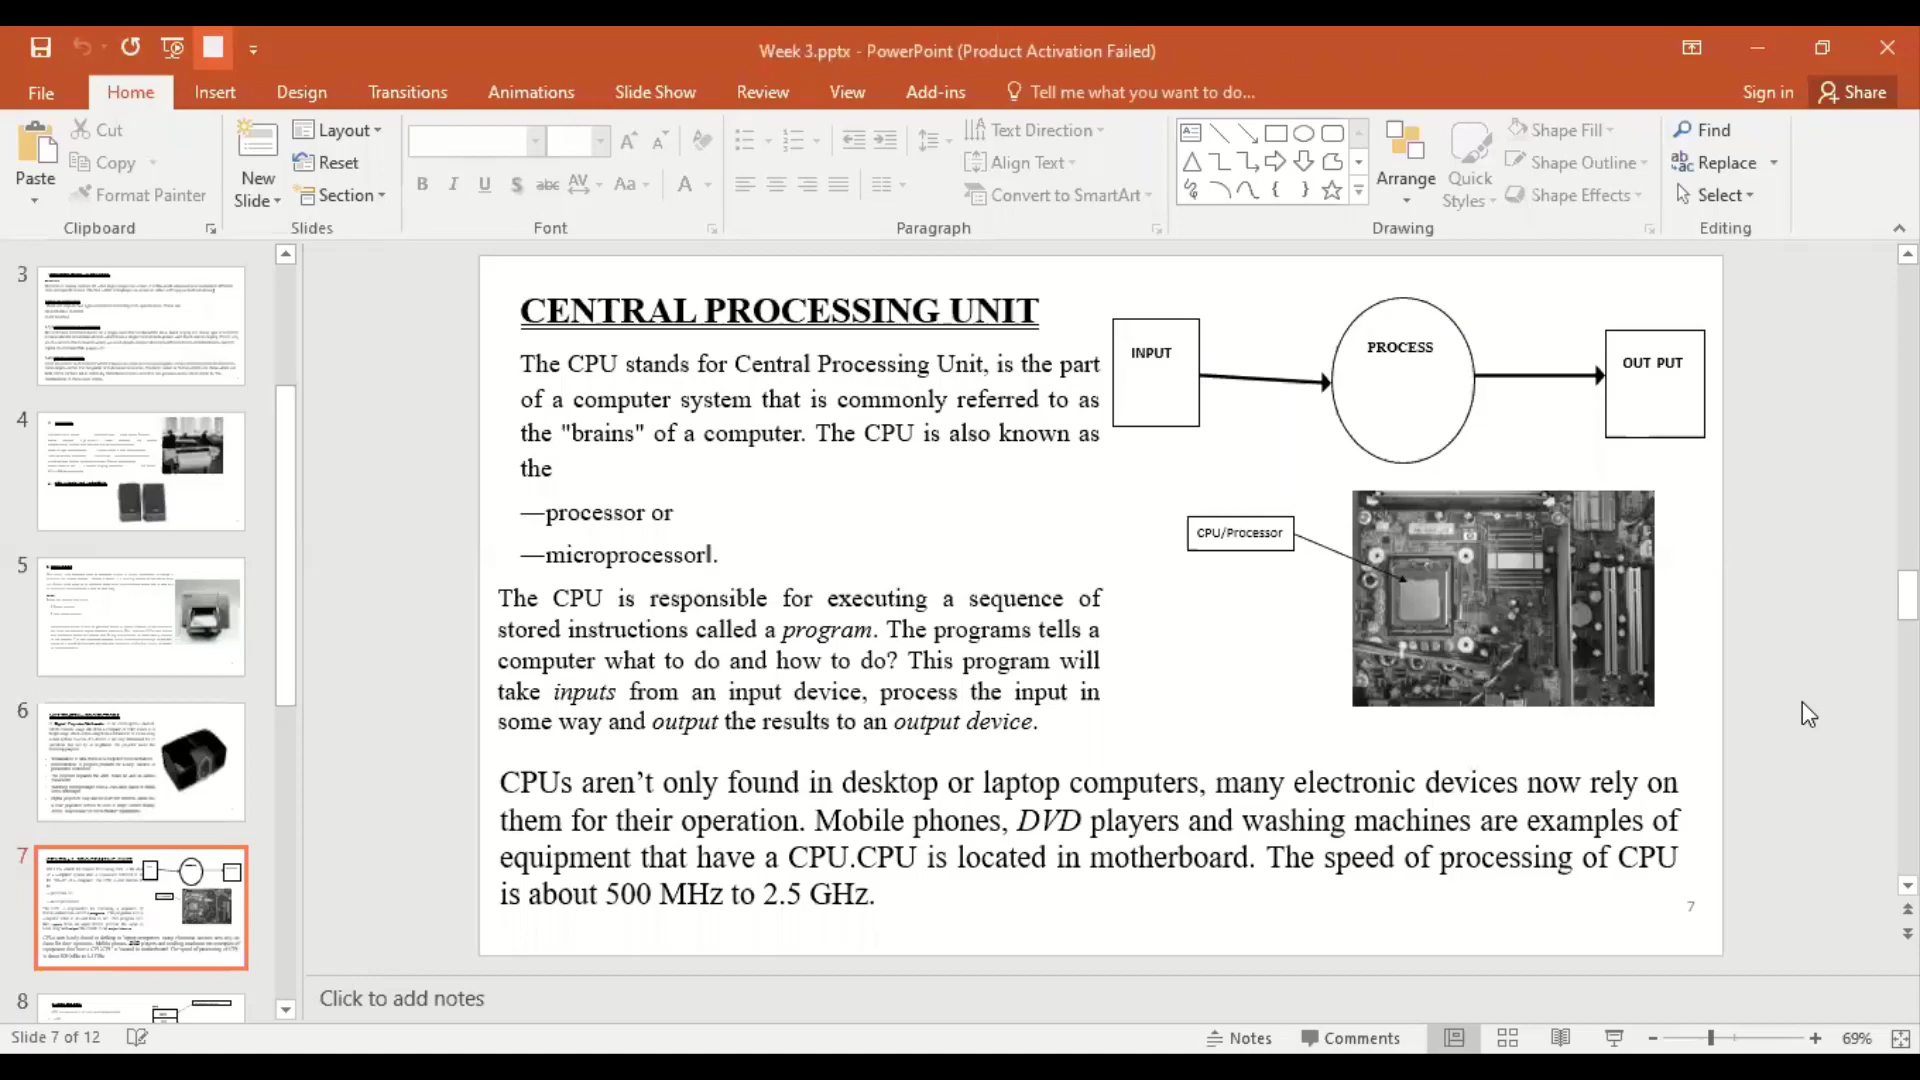 Week 3.pptx - PowerPoint (Product Activation Failed)
File Home Insert Design Transitions Animations Slide Show Review View Add-ins Tell me what you want to do... Sign in Share
Paste
Cut
Copy
Format Painter
Clipboard
New Slide
Layout
Reset
Section
Slides
B I U S abc AV Aa A
Font
Text Direction
Align Text
Convert to SmartArt
Paragraph
Arrange
Quick Styles
Shape Fill
Shape Outline
Shape Effects
Drawing
Find
Replace
Select
Editing
3
4
5
6
7
8
CENTRAL PROCESSING UNIT
The CPU stands for Central Processing Unit, is the part
of a computer system that is commonly referred to as
the "brains" of a computer. The CPU is also known as
the
—processor or
—microprocessor‖.
The CPU is responsible for executing a sequence of
stored instructions called a program. The programs tells a
computer what to do and how to do? This program will
take inputs from an input device, process the input in
some way and output the results to an output device.
INPUT
PROCESS
OUT PUT
CPU/Processor
CPUs aren’t only found in desktop or laptop computers, many electronic devices now rely on
them for their operation. Mobile phones, DVD players and washing machines are examples of
equipment that have a CPU.CPU is located in motherboard. The speed of processing of CPU
is about 500 MHz to 2.5 GHz.
7
Click to add notes
Slide 7 of 12
Notes
Comments
69%